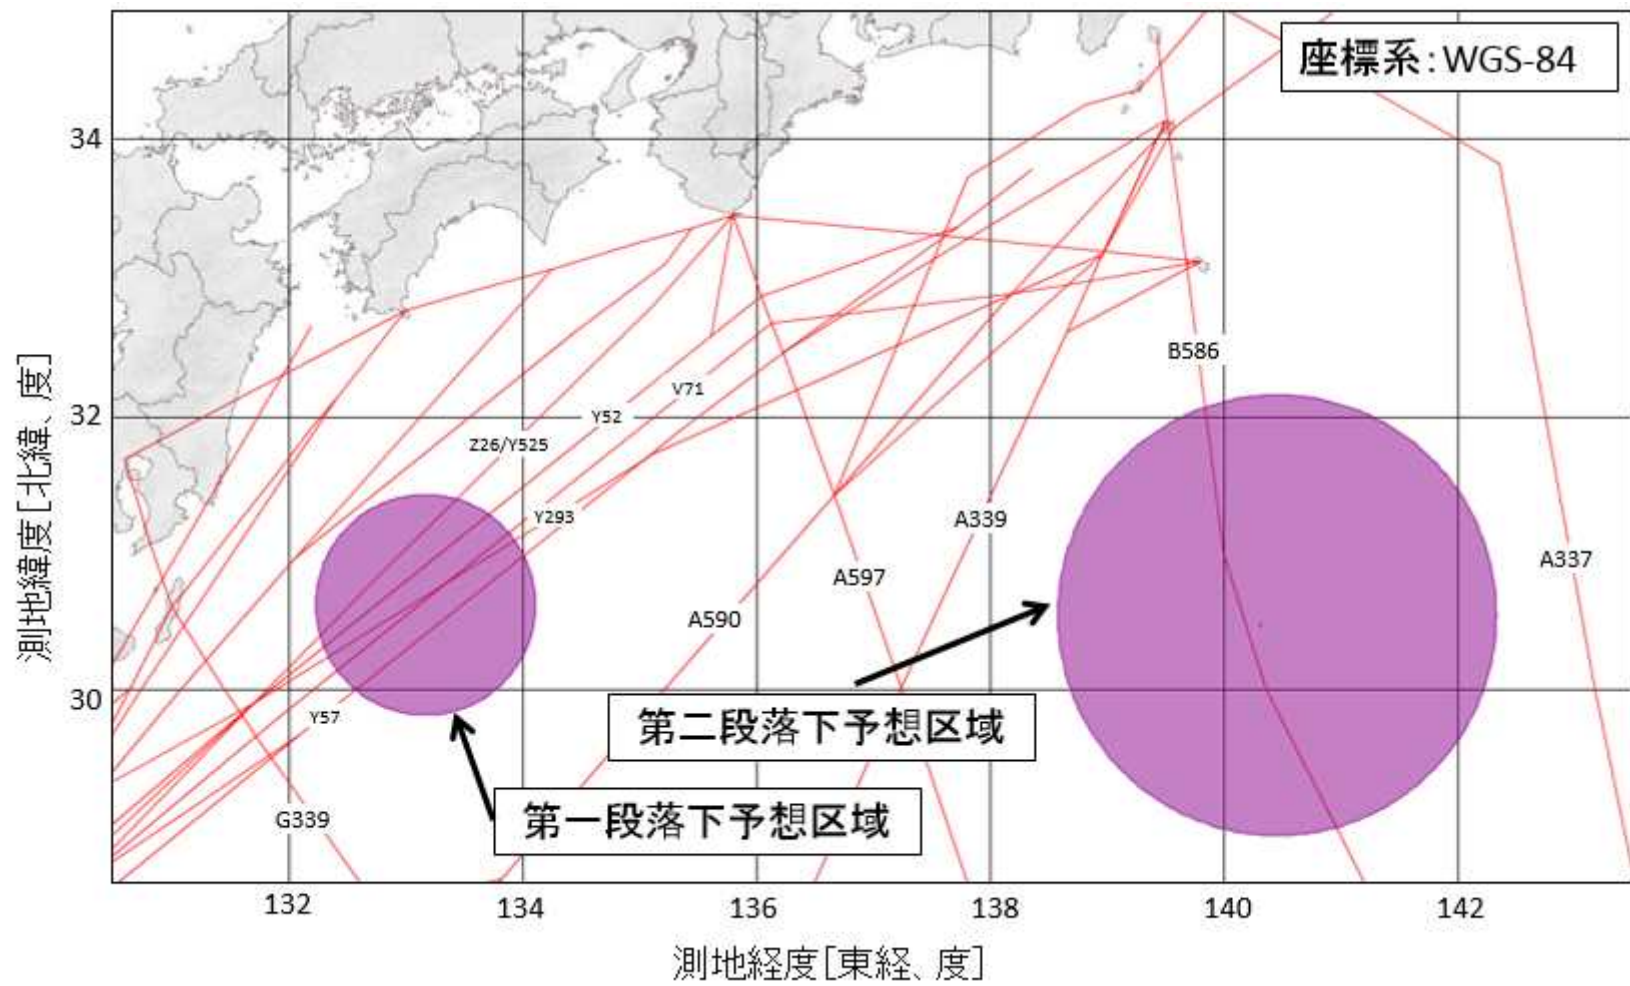 座標系：WGS-84
34
B586
V71
32
Y52
Z26/Y525
Y293
A339
A337
A597
A590
30
Y57
第二段落下予想区域
第一段落下予想区域
G339
132
134
136
138
140
142
測地経度[東経、度]
測地緯度[北緯、度]